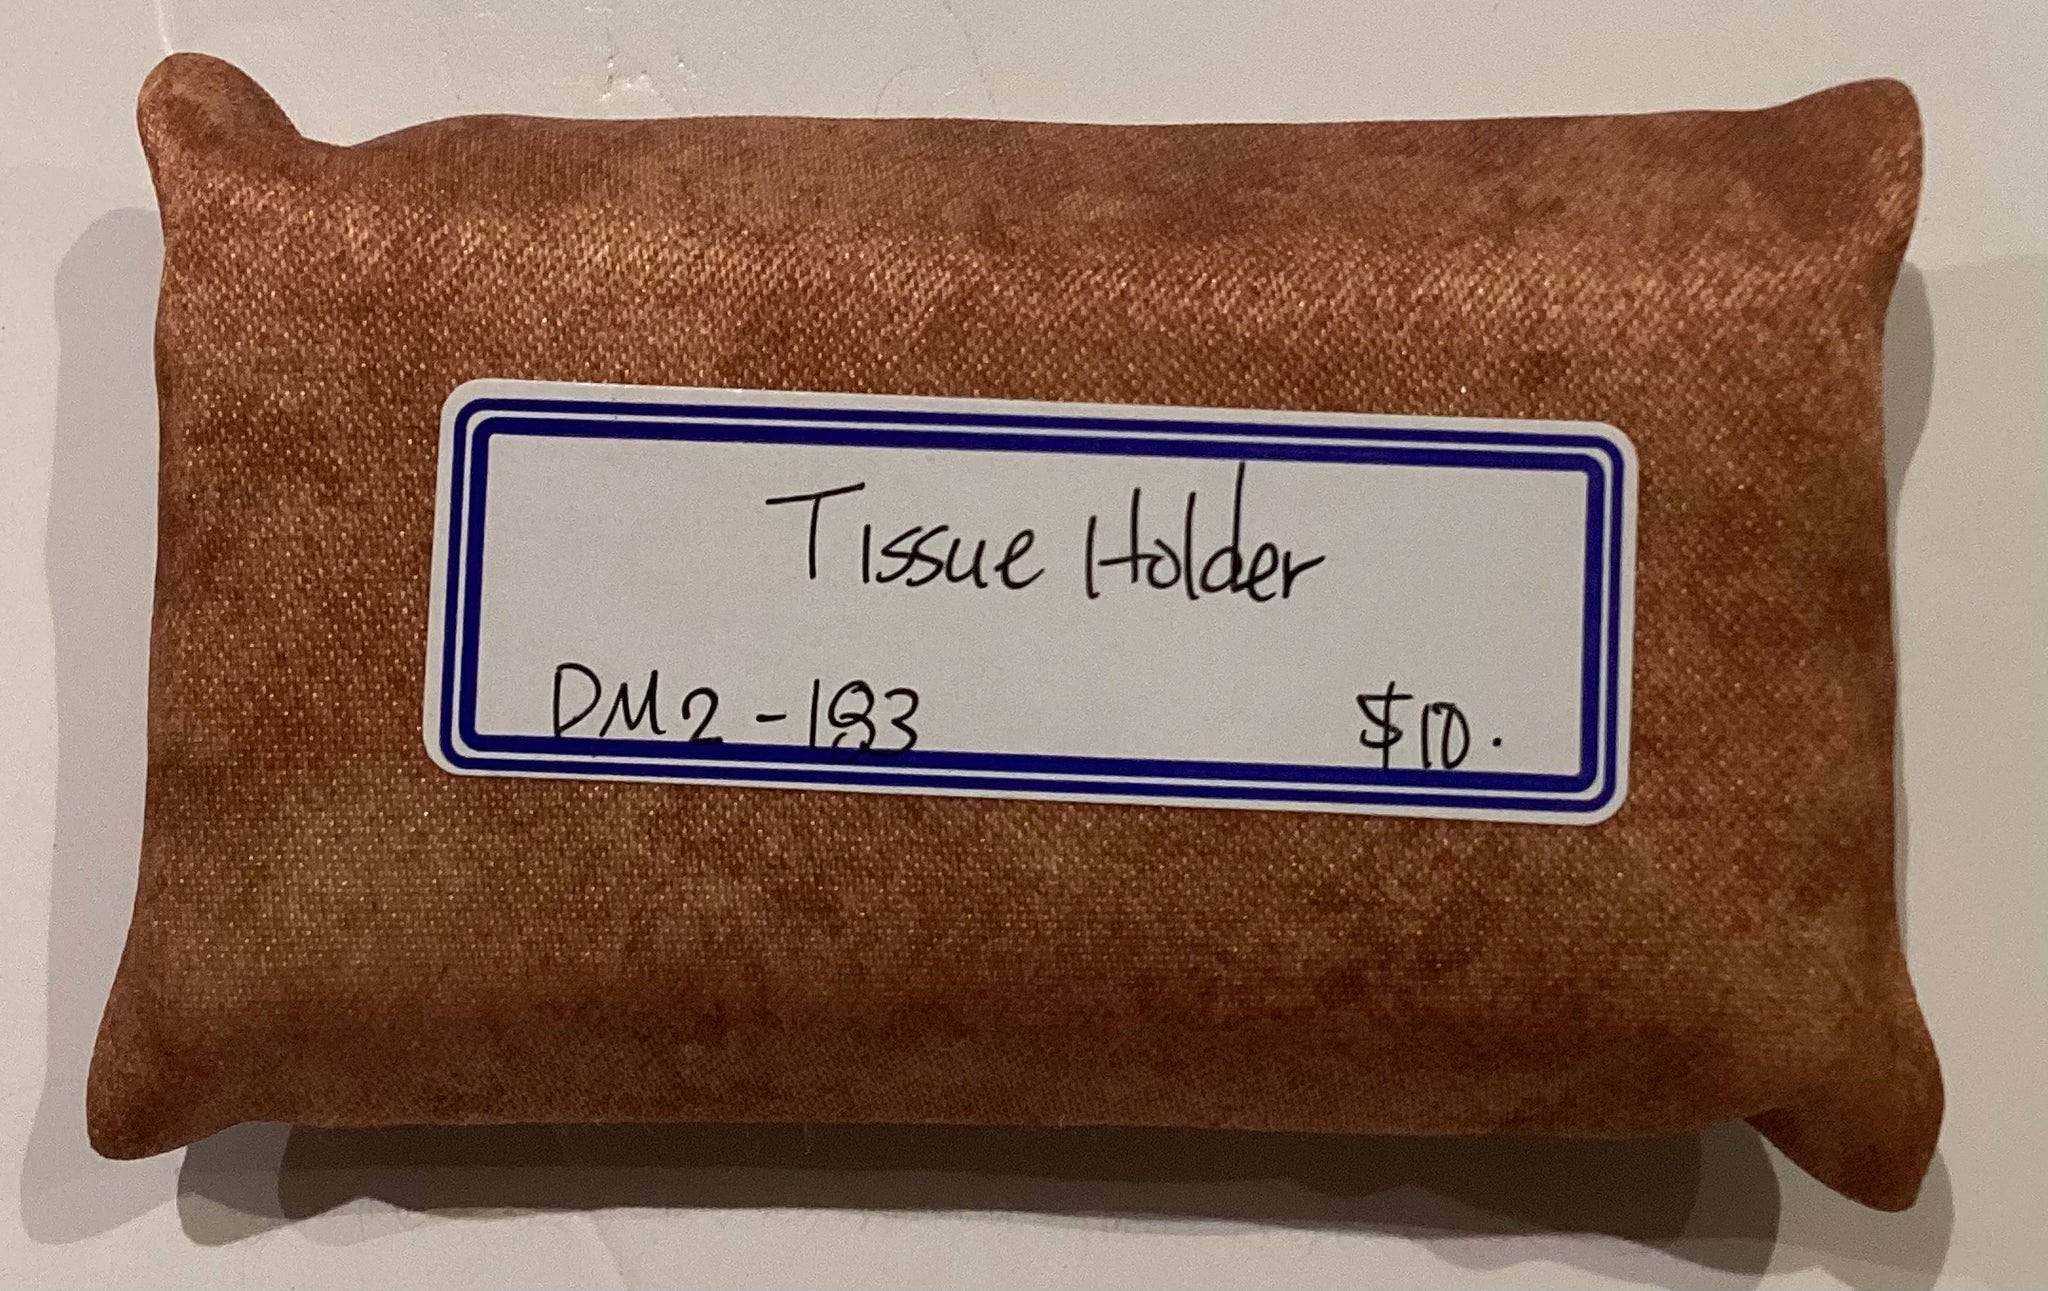 Tissue Holder
DM2-183 $10.